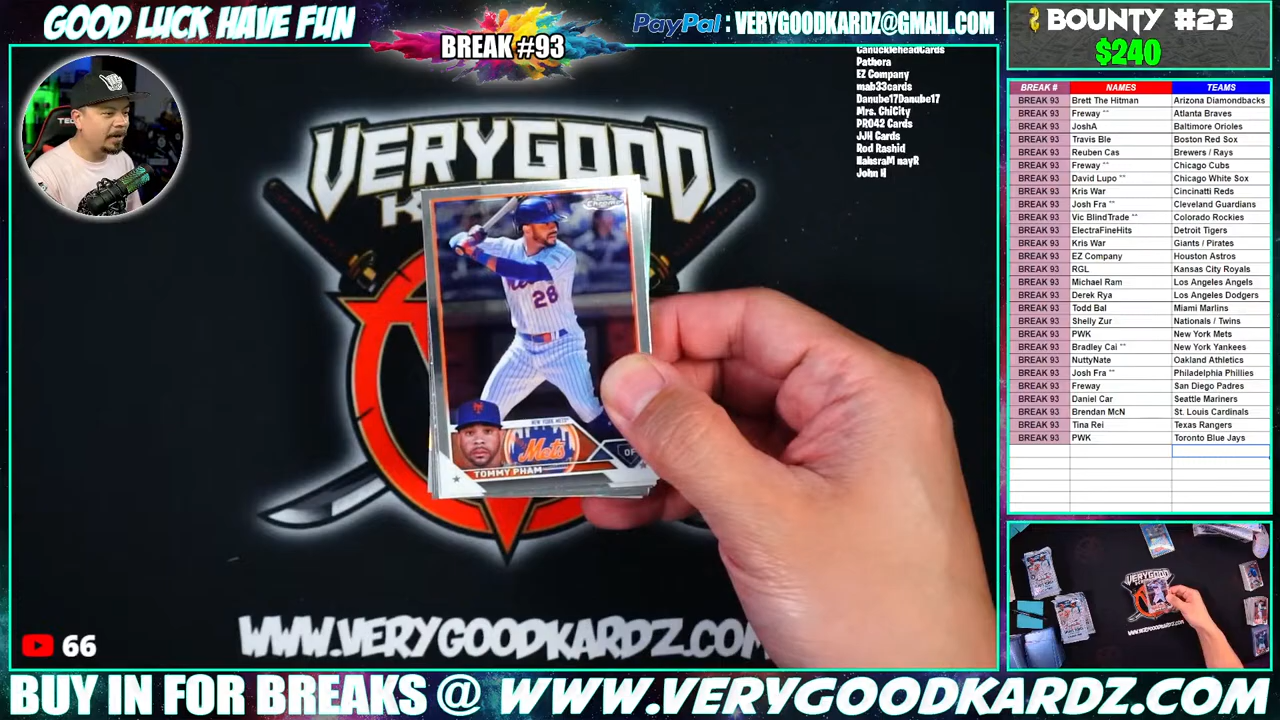 GOOD LUCK HAVE FUN
BREAK #93
PayPal : VERYGOODKARDZ@GMAIL.COM
BOUNTY #23
$240
CanuckleheadCards
Pathora
EZ Company
mab33cards
Danube17Danube17
Mrs. ChiCity
PRO42 Cards
JJH Cards
Rod Rashid
John H
BREAK # NAMES TEAMS
BREAK 93 Brett The Hitman Arizona Diamondbacks
BREAK 93 Freway ** Atlanta Braves
BREAK 93 JoshA Baltimore Orioles
BREAK 93 Travis Ble Boston Red Sox
BREAK 93 Reuben Cas Brewers / Rays
BREAK 93 Freway ** Chicago Cubs
BREAK 93 David Lupo ** Chicago White Sox
BREAK 93 Kris War Cincinatti Reds
BREAK 93 Josh Fra ** Cleveland Guardians
BREAK 93 Vic BlindTrade ** Colorado Rockies
BREAK 93 ElectraFineHits Detroit Tigers
BREAK 93 Kris War Giants / Pirates
BREAK 93 EZ Company Houston Astros
BREAK 93 RGL Kansas City Royals
BREAK 93 Michael Ram Los Angeles Angels
BREAK 93 Derek Rya Los Angeles Dodgers
BREAK 93 Todd Bal Miami Marlins
BREAK 93 Shelly Zur Nationals / Twins
BREAK 93 PWK New York Mets
BREAK 93 Bradley Cai ** New York Yankees
BREAK 93 NuttyNate Oakland Athletics
BREAK 93 Josh Fra ** Philadelphia Phillies
BREAK 93 Freway San Diego Padres
BREAK 93 Daniel Car Seattle Mariners
BREAK 93 Brendan McN St. Louis Cardinals
BREAK 93 Tina Rei Texas Rangers
BREAK 93 PWK Toronto Blue Jays
VERYGOOD
28
NEW YORK METS
Mets
OF
TOMMY PHAM
WWW.VERYGOODKARDZ.COM
66
BUY IN FOR BREAKS @ WWW.VERYGOODKARDZ.COM